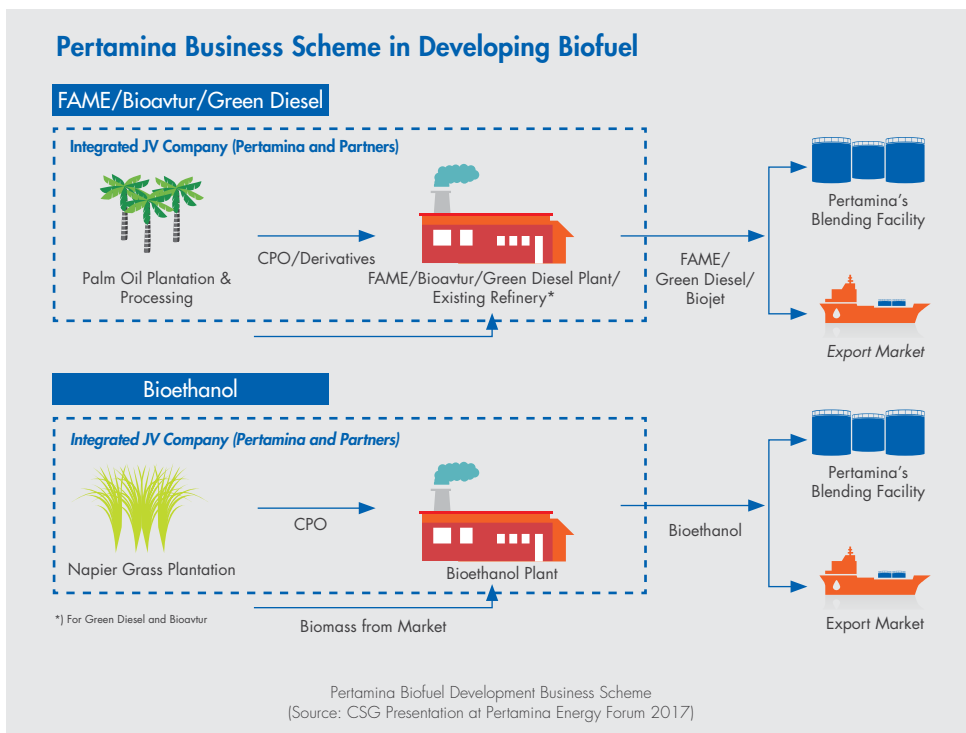 Pertamina Business Scheme in Developing Biofuel
FAME/Bioavtur/Green Diesel
Integrated JV Company (Pertamina and Partners)
Palm Oil Plantation &
Processing
CPO/Derivatives
FAME/Bioavtur/Green Diesel Plant/
Existing Refinery*
FAME/
Green Diesel/
Biojet
Pertamina's
Blending Facility
Export Market
Bioethanol
Integrated JV Company (Pertamina and Partners)
Napier Grass Plantation
CPO
Bioethanol Plant
Bioethanol
Pertamina's
Blending Facility
Export Market
*) For Green Diesel and Bioavtur
Biomass from Market
Pertamina Biofuel Development Business Scheme
(Source: CSG Presentation at Pertamina Energy Forum 2017)